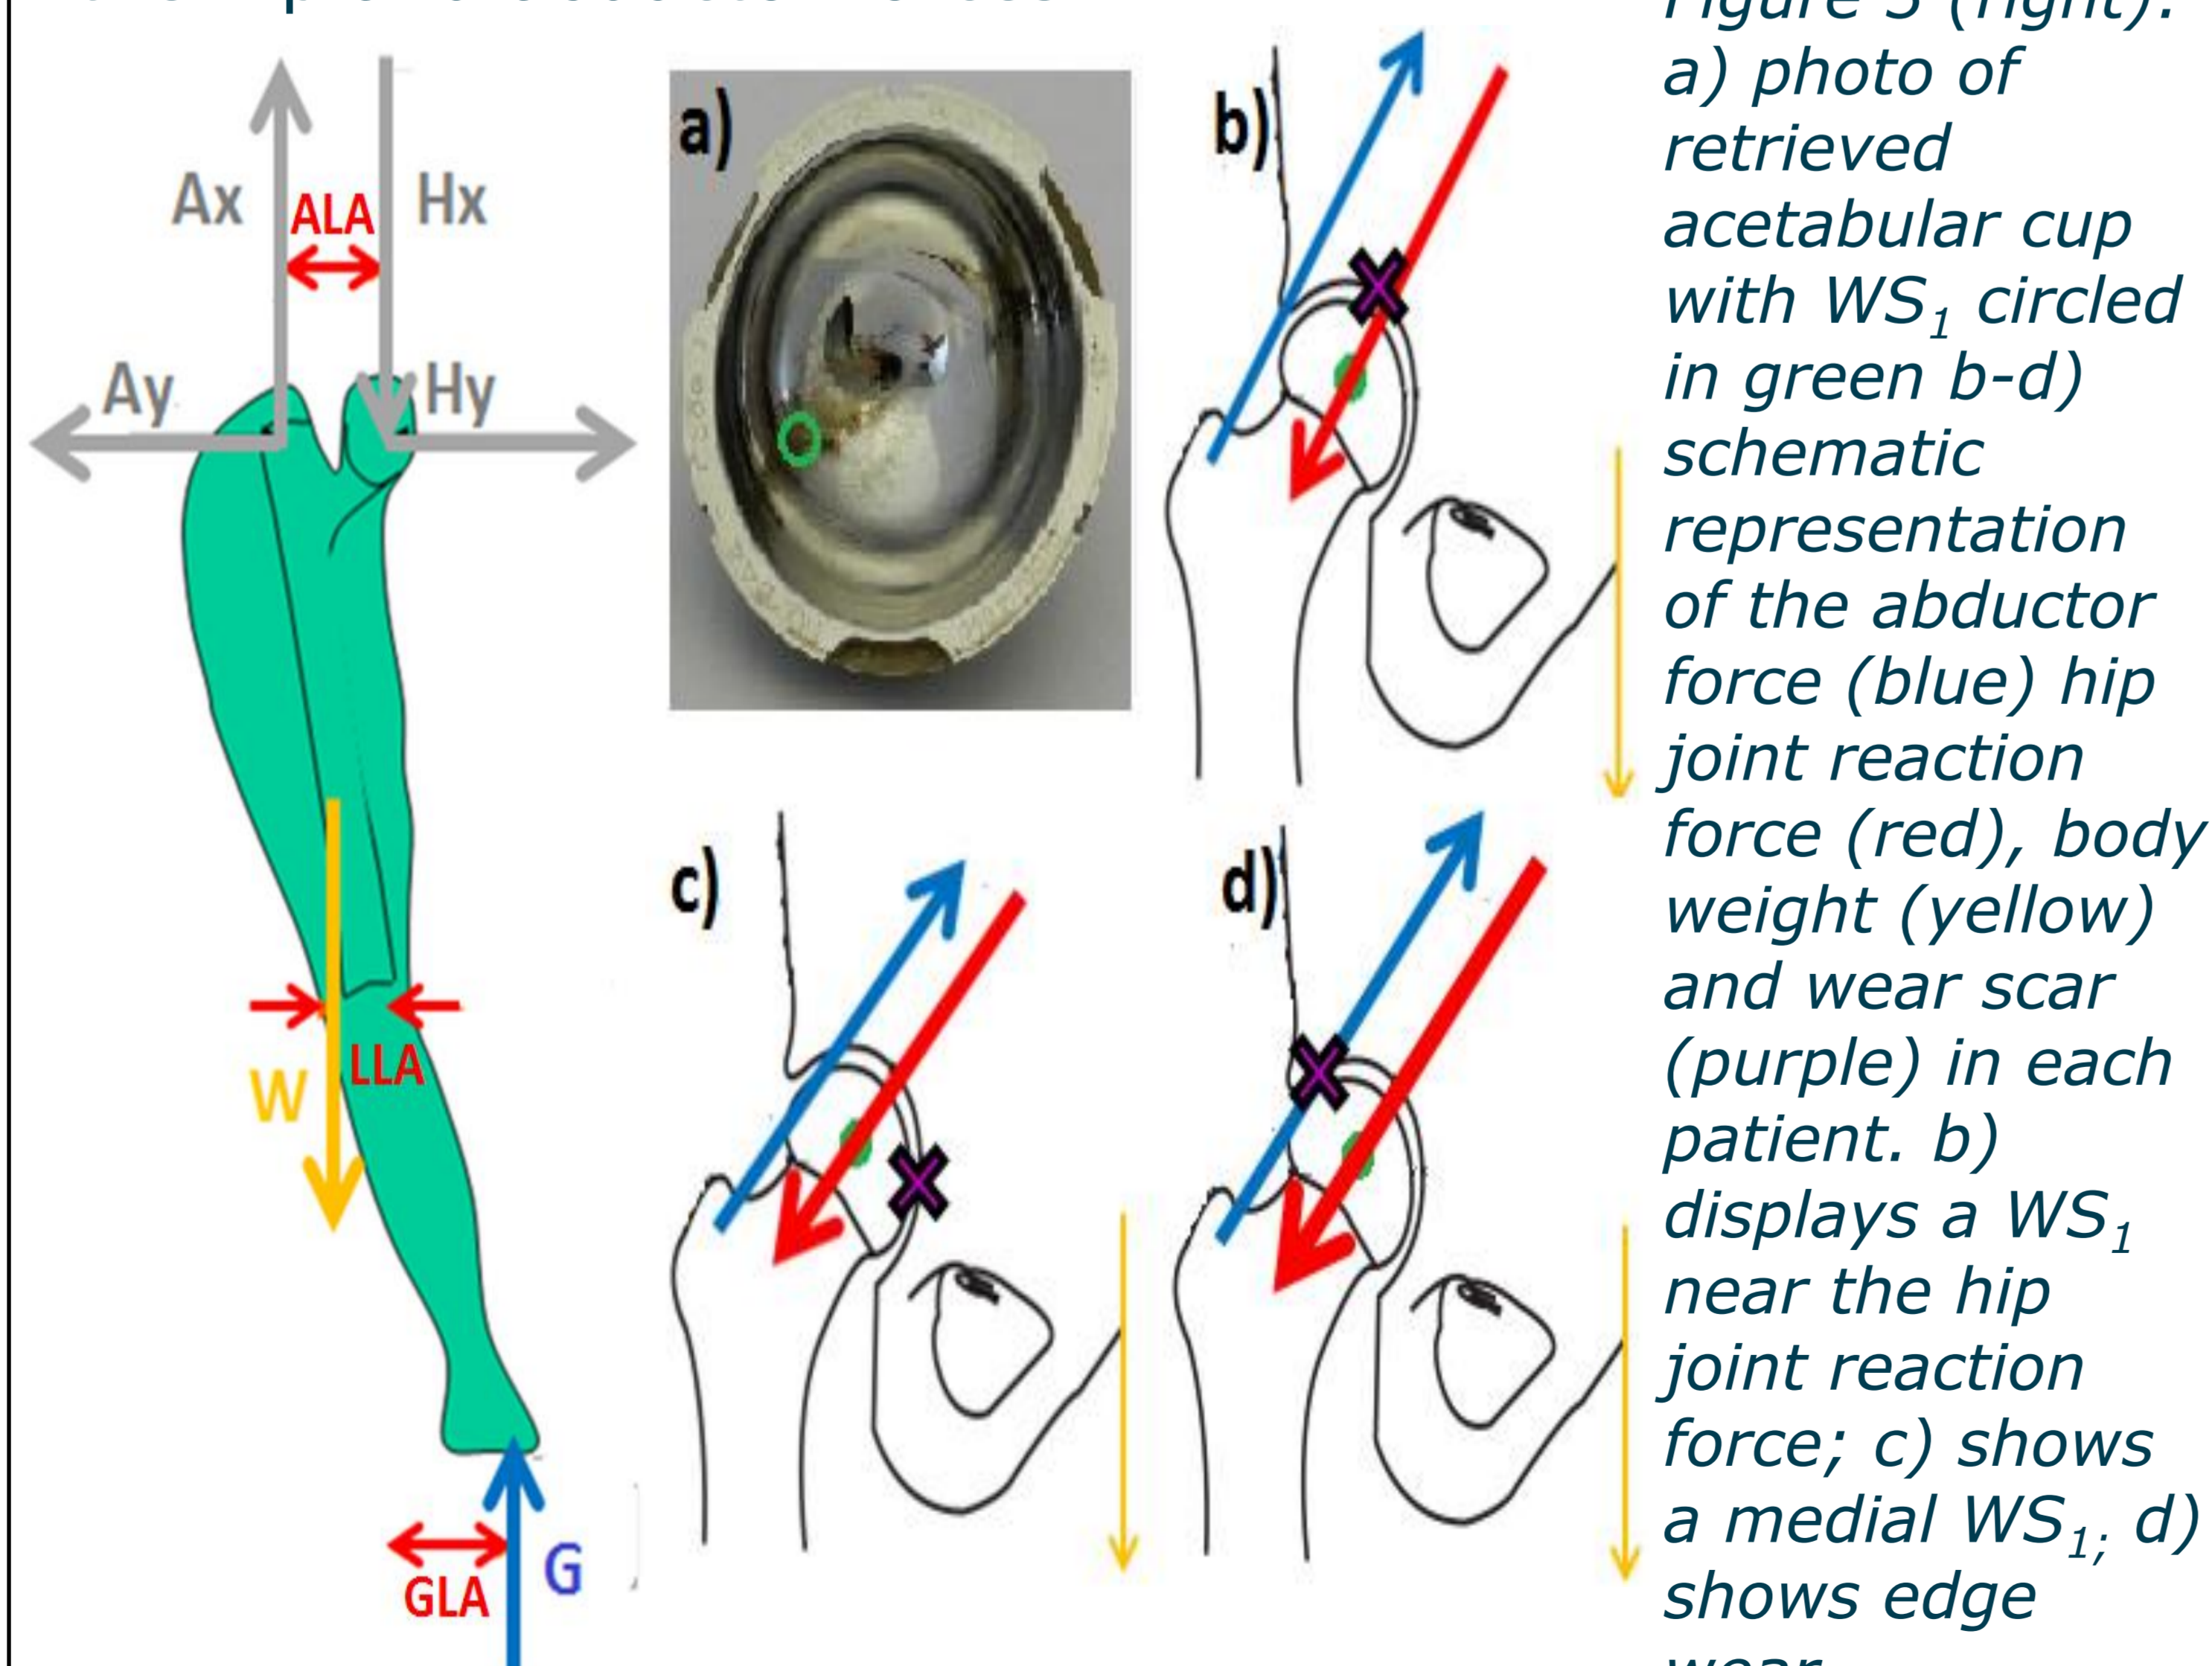 Ax
ALA
Hx
Ay
Hy
W
LLA
G
GLA
a)
b)
c)
d)
Figure 3 (right):
a) photo of
retrieved
acetabular cup
with WS1 circled
in green b-d)
schematic
representation
of the abductor
force (blue) hip
joint reaction
force (red), body
weight (yellow)
and wear scar
(purple) in each
patient. b)
displays a WS1
near the hip
joint reaction
force; c) shows
a medial WS1; d)
shows edge
wear